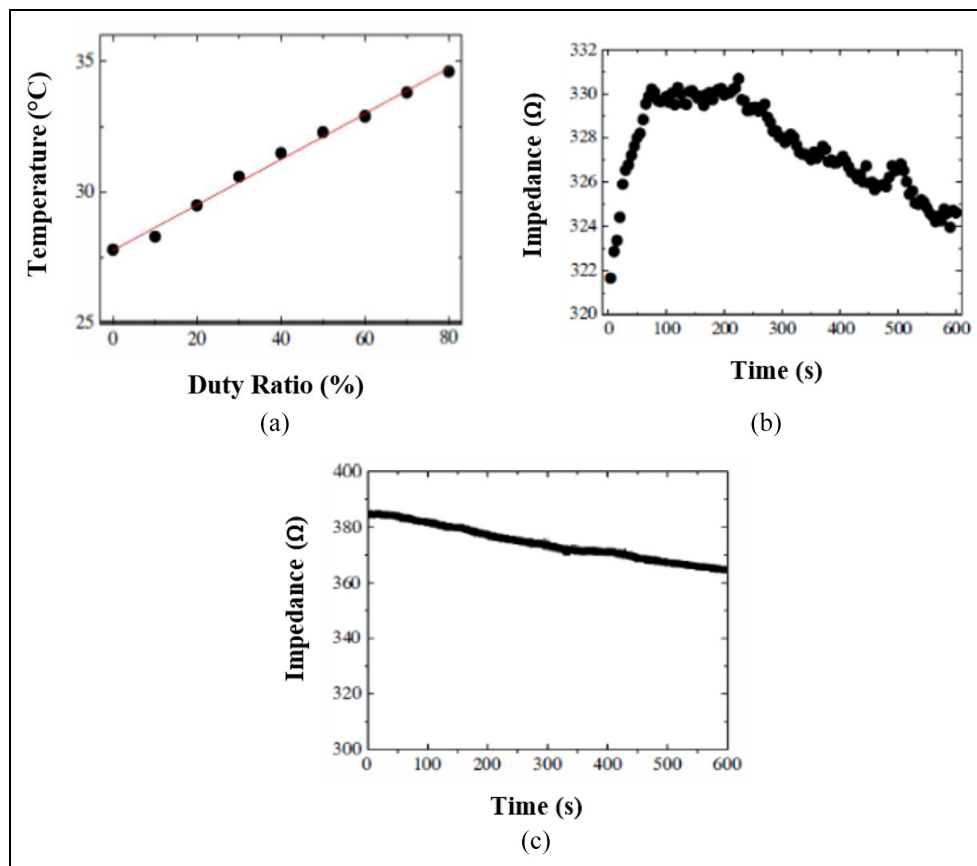 35
30
25
0 20 40 60 80
Temperature (°C)
Duty Ratio (%)
(a)
332
330
328
326
324
322
320
0 100 200 300 400 500 600
Impedance (Ω)
Time (s)
(b)
400
380
360
340
320
300
0 100 200 300 400 500 600
Impedance (Ω)
Time (s)
(c)